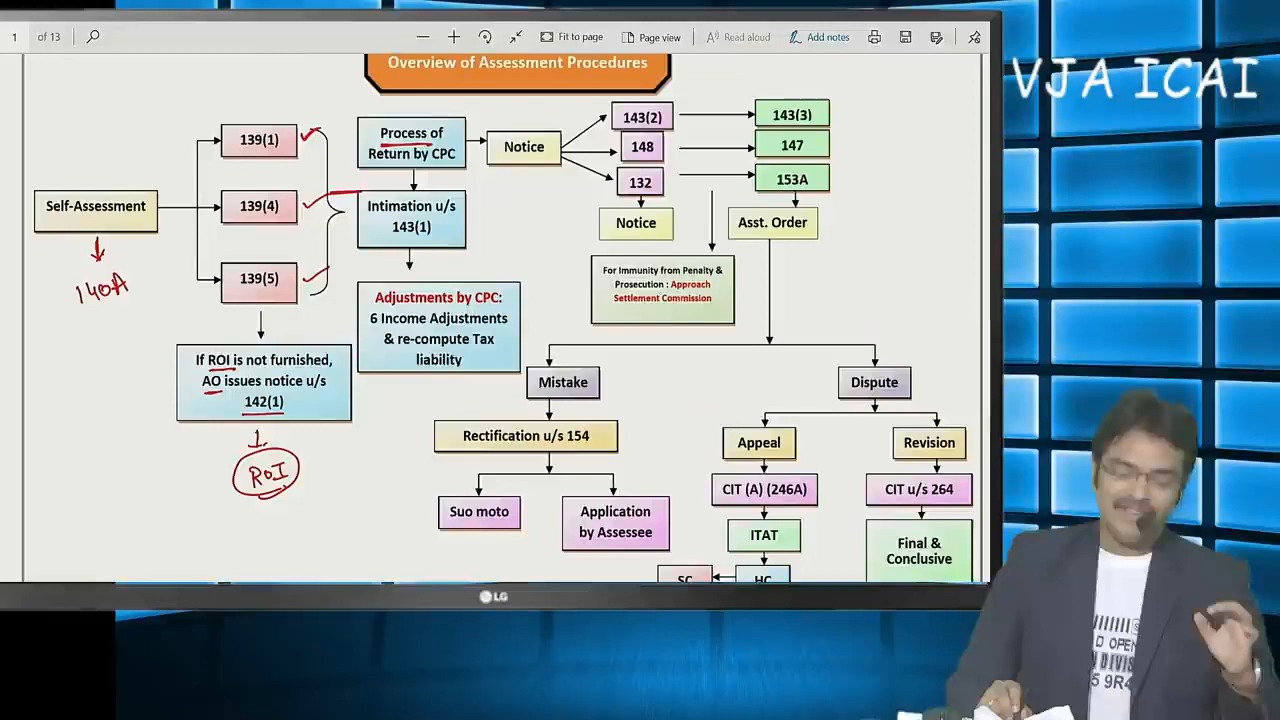 1 of 13
Fit to page
Page view
Read aloud
Add notes
VJA ICAI
Overview of Assessment Procedures
Self-Assessment
140A
139(1)
139(4)
139(5)
If ROI is not furnished,
AO issues notice u/s
142(1)
1.
ROI
Process of
Return by CPC
Intimation u/s
143(1)
Adjustments by CPC:
6 Income Adjustments
& re-compute Tax
liability
Notice
143(2)
148
132
Notice
143(3)
147
153A
Asst. Order
For Immunity from Penalty &
Prosecution : Approach
Settlement Commission
Mistake
Rectification u/s 154
Suo moto
Application
by Assessee
Dispute
Appeal
CIT (A) (246A)
ITAT
HC
SC
Revision
CIT u/s 264
Final &
Conclusive
LG
D OPEN
DIVIS
5 9R4